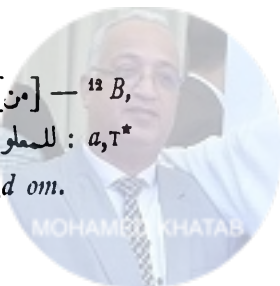 [من] — ¹² B,
للمعلو : a,T*
d om.
MOHAMED KHATAB